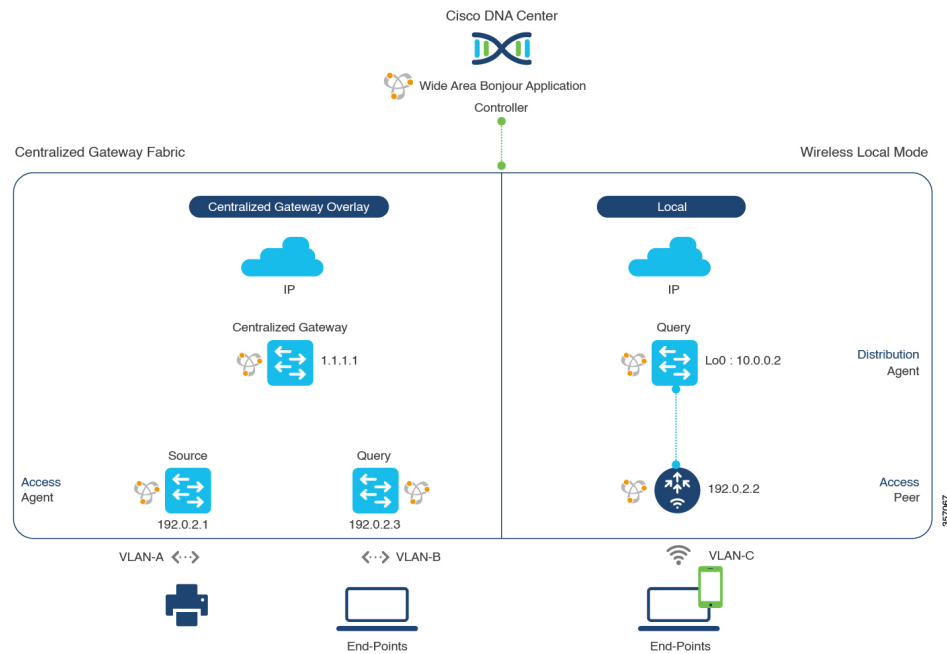 Cisco DNA Center
Wide Area Bonjour Application
Controller
Centralized Gateway Fabric
Wireless Local Mode
Centralized Gateway Overlay
Local
IP
IP
Centralized Gateway
1.1.1.1
Query
Lo0 : 10.0.0.2
Distribution
Agent
Source
Query
Access
Agent
192.0.2.1
192.0.2.3
192.0.2.2
Access
Peer
357067
VLAN-A
VLAN-B
VLAN-C
End-Points
End-Points